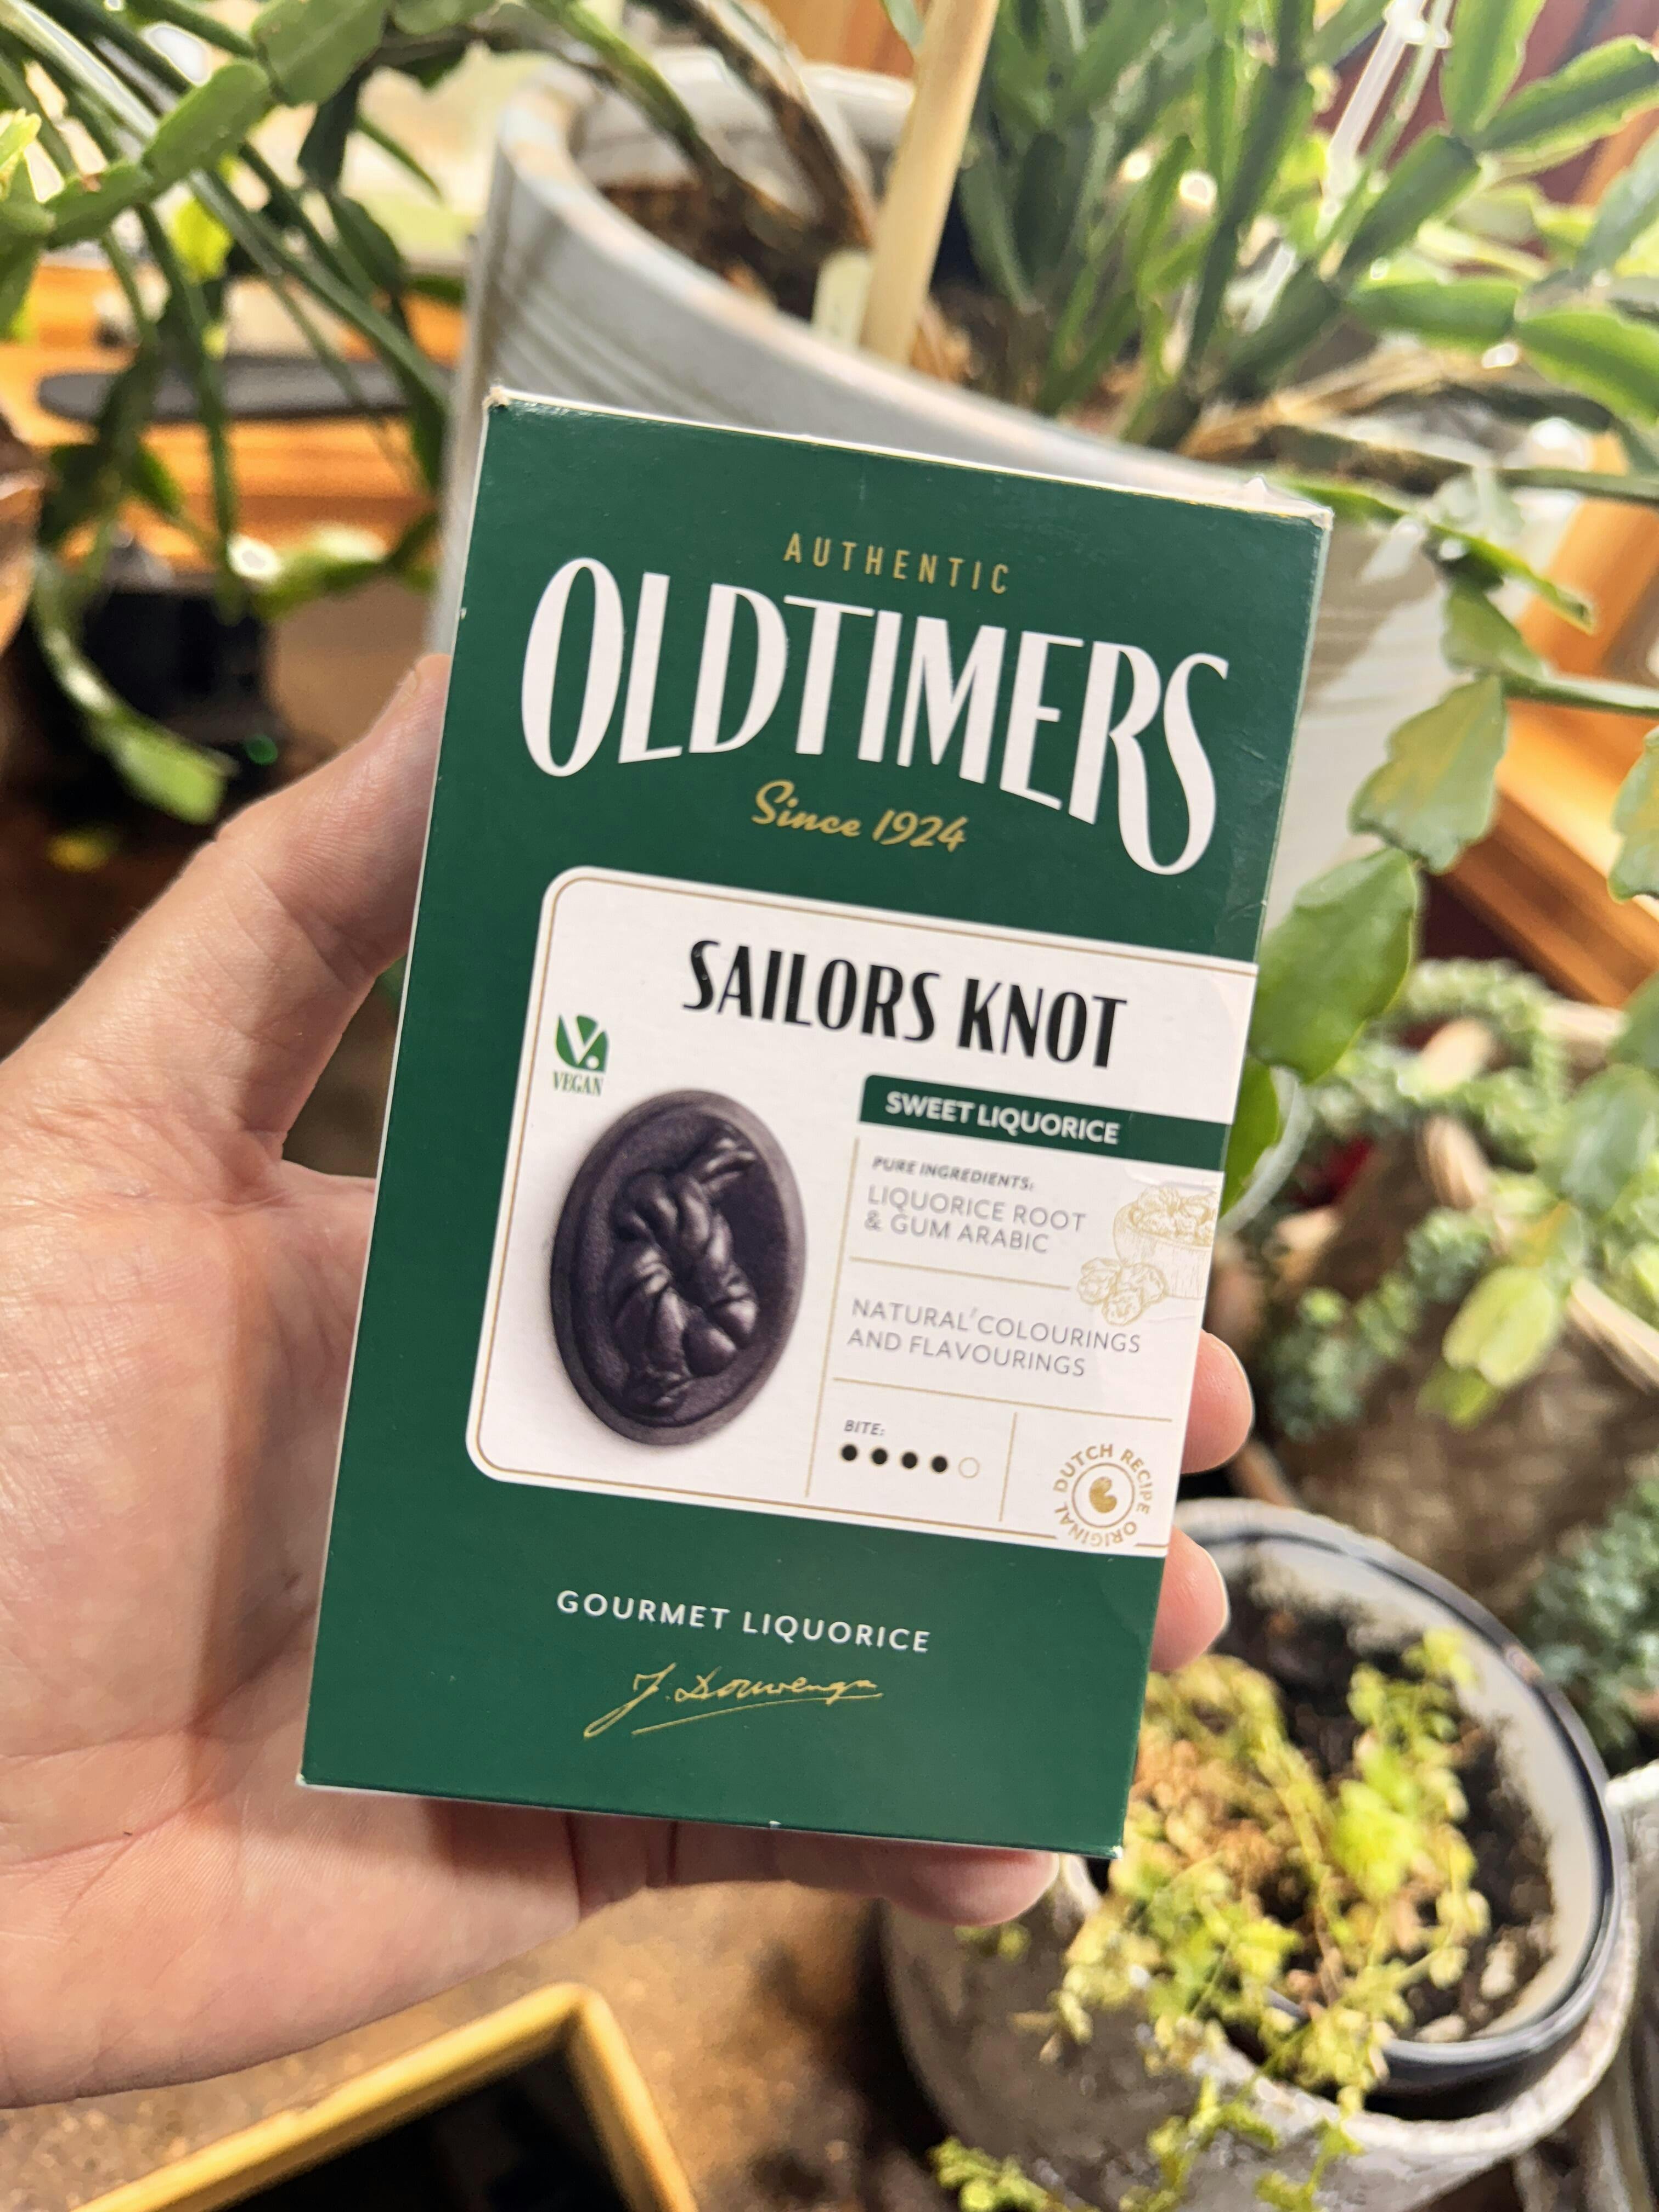 AUTHENTIC
OLDTIMERS
Since 1924
SAILORS KNOT
VEGAN
SWEET LIQUORICE
PURE INGREDIENTS:
LIQUORICE ROOT
& GUM ARABIC
NATURAL COLOURINGS
AND FLAVOURINGS
BITE:
ORIGINAL DUTCH RECIPE
GOURMET LIQUORICE
J. Douwenga